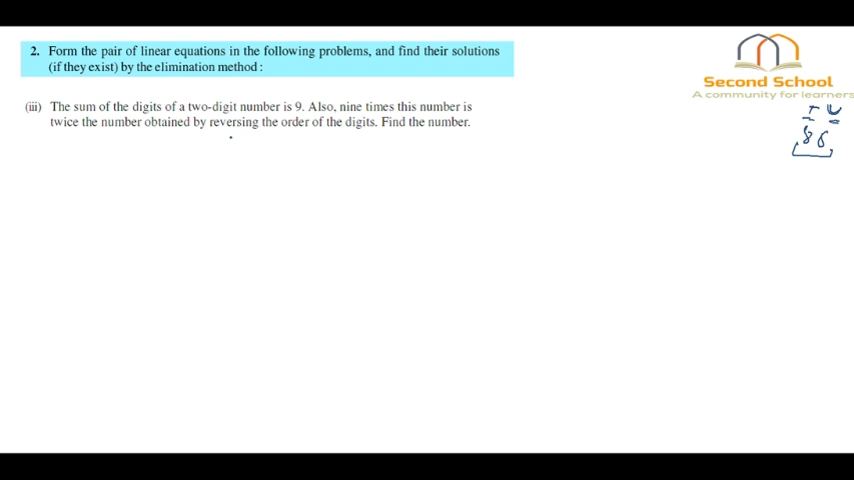 2. Form the pair of linear equations in the following problems, and find their solutions
(if they exist) by the elimination method :
Second School
A community for learners
(iii) The sum of the digits of a two-digit number is 9. Also, nine times this number is
twice the number obtained by reversing the order of the digits. Find the number.
T U
86